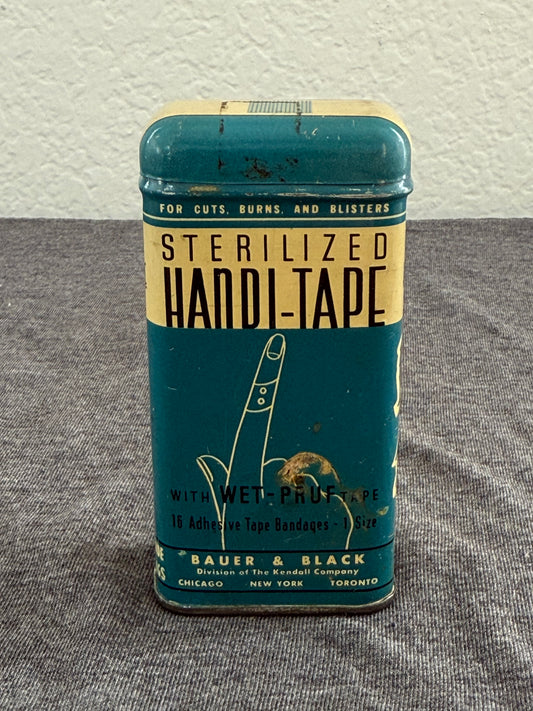 FOR CUTS, BURNS, AND BLISTERS
STERILIZED
HANDI-TAPE
WITH WET-PRUF TAPE
16 Adhesive Tape Bandages - 1 Size
BAUER & BLACK
Division of The Kendall Company
CHICAGO NEW YORK TORONTO